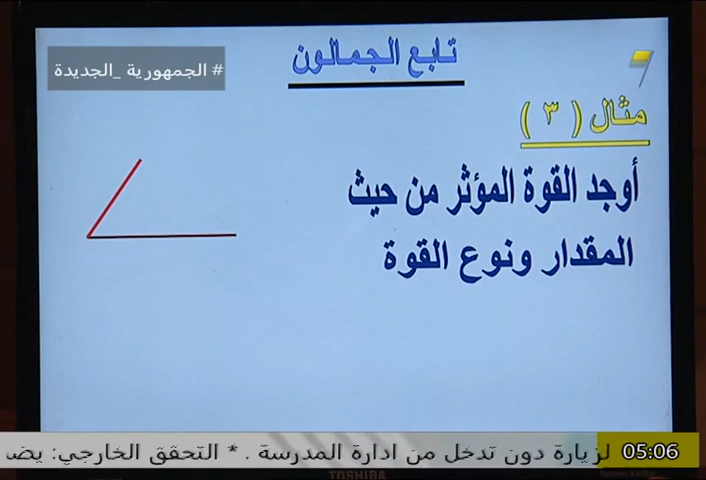 تابع الجمالون
# الجمهورية _الجديدة
مثال ( ٣ )
أوجد القوة المؤثر من حيث
المقدار ونوع القوة
لزيارة دون تدخل من ادارة المدرسة . * التحقق الخارجي: يض
05:06
TOSHIBA